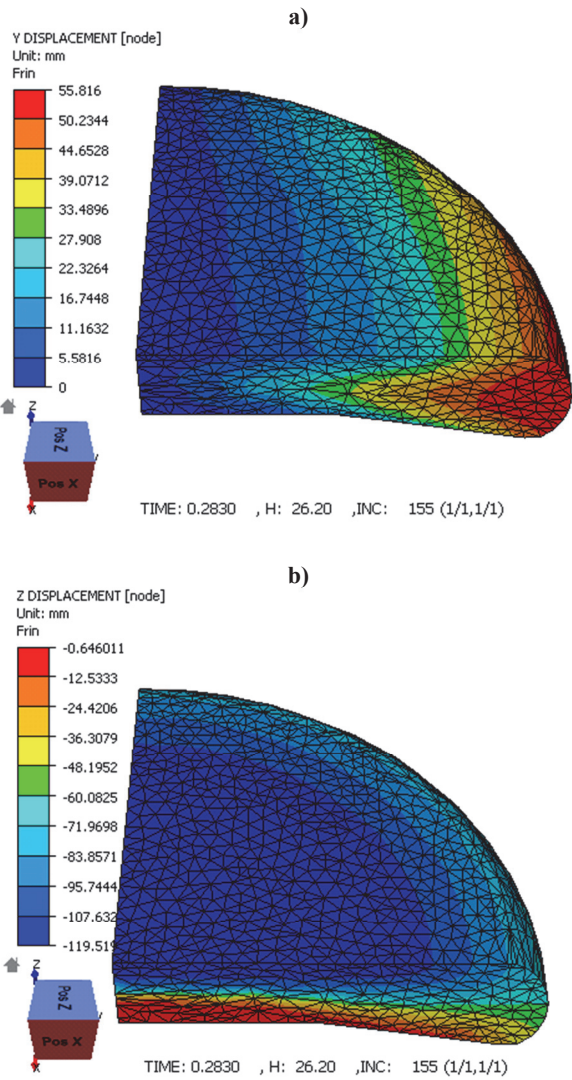 a)
Y DISPLACEMENT [node]
Unit: mm
Frin
55.816
50.2344
44.6528
39.0712
33.4896
27.908
22.3264
16.7448
11.1632
5.5816
0
Z
Pos Z
Pos X
X
TIME: 0.2830 , H: 26.20 ,INC: 155 (1/1,1/1)
b)
Z DISPLACEMENT [node]
Unit: mm
Frin
-0.646011
-12.5333
-24.4206
-36.3079
-48.1952
-60.0825
-71.9698
-83.8571
-95.7444
-107.632
-119.519
Z
Pos Z
Pos X
X
TIME: 0.2830 , H: 26.20 ,INC: 155 (1/1,1/1)